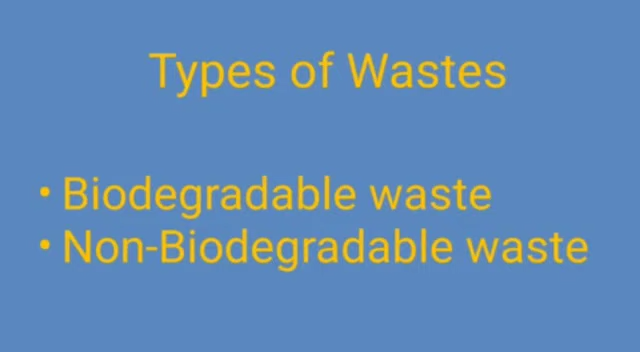 Types of Wastes
• Biodegradable waste
• Non-Biodegradable waste